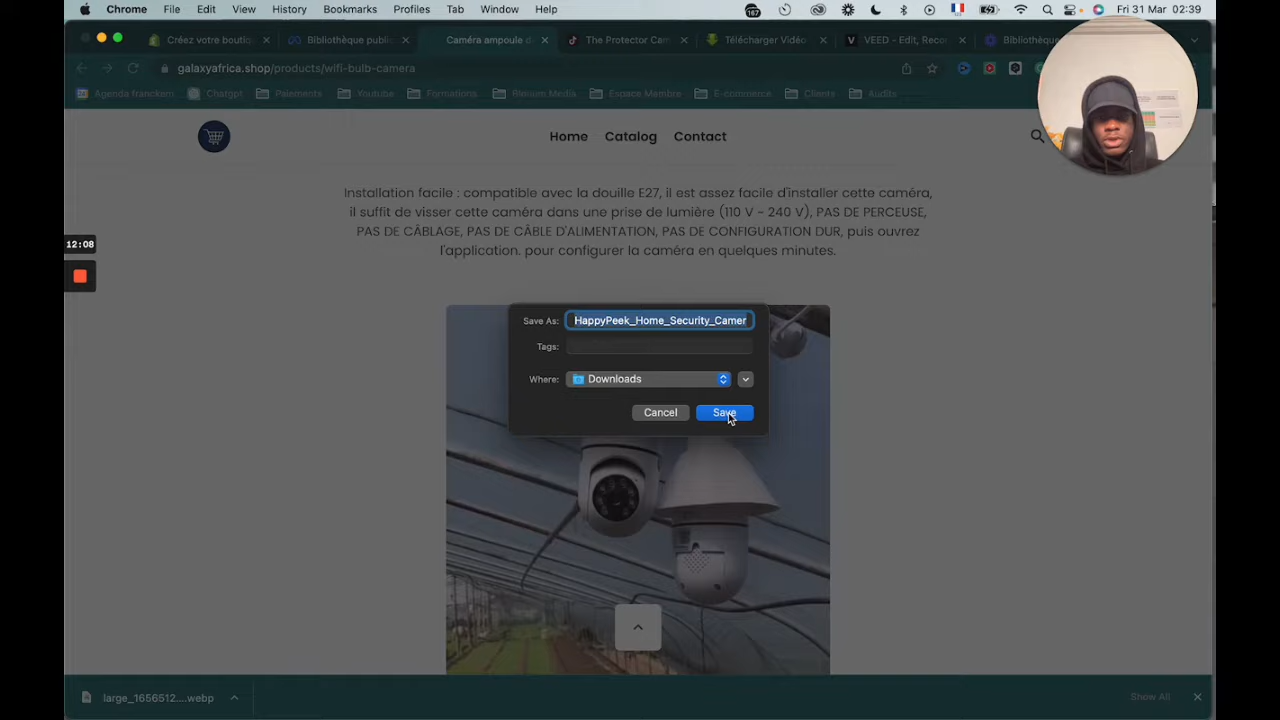 Chrome File Edit View History Bookmarks Profiles Tab Window Help
167
Fri 31 Mar 02:39
Créez votre boutiq
Bibliothèque publi
Caméra ampoule d
The Protector Cam
Télécharger Vidéo
VEED - Edit, Recor
Bibliothèque
galaxyafrica.shop/products/wifi-bulb-camera
Agenda franckem
Chatgpt
Paiements
Youtube
Formations
Espace Membre
E-commerce
Clients
Audits
Home Catalog Contact
Installation facile : compatible avec la douille E27, il est assez facile d'installer cette caméra,
il suffit de visser cette caméra dans une prise de lumière (110 V - 240 V), PAS DE PERCEUSE,
PAS DE CÂBLAGE, PAS DE CÂBLE D'ALIMENTATION, PAS DE CONFIGURATION DUR, puis ouvrez
l'application. pour configurer la caméra en quelques minutes.
12:08
Save As: HappyPeek_Home_Security_Camer
Tags:
Where: Downloads
Cancel Save
large_1656512....webp
Show All